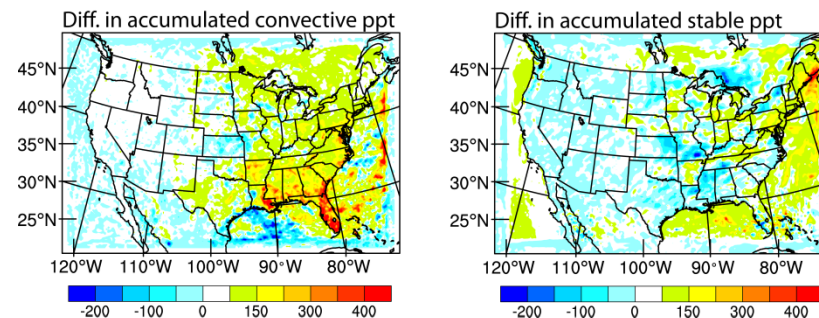 Diff. in accumulated convective ppt
45°N
40°N
35°N
30°N
25°N
120°W 110°W 100°W 90°W 80°W
-200 -100 0 150 300 400
Diff. in accumulated stable ppt
45°N
40°N
35°N
30°N
25°N
120°W 110°W 100°W 90°W 80°W
-200 -100 0 150 300 400